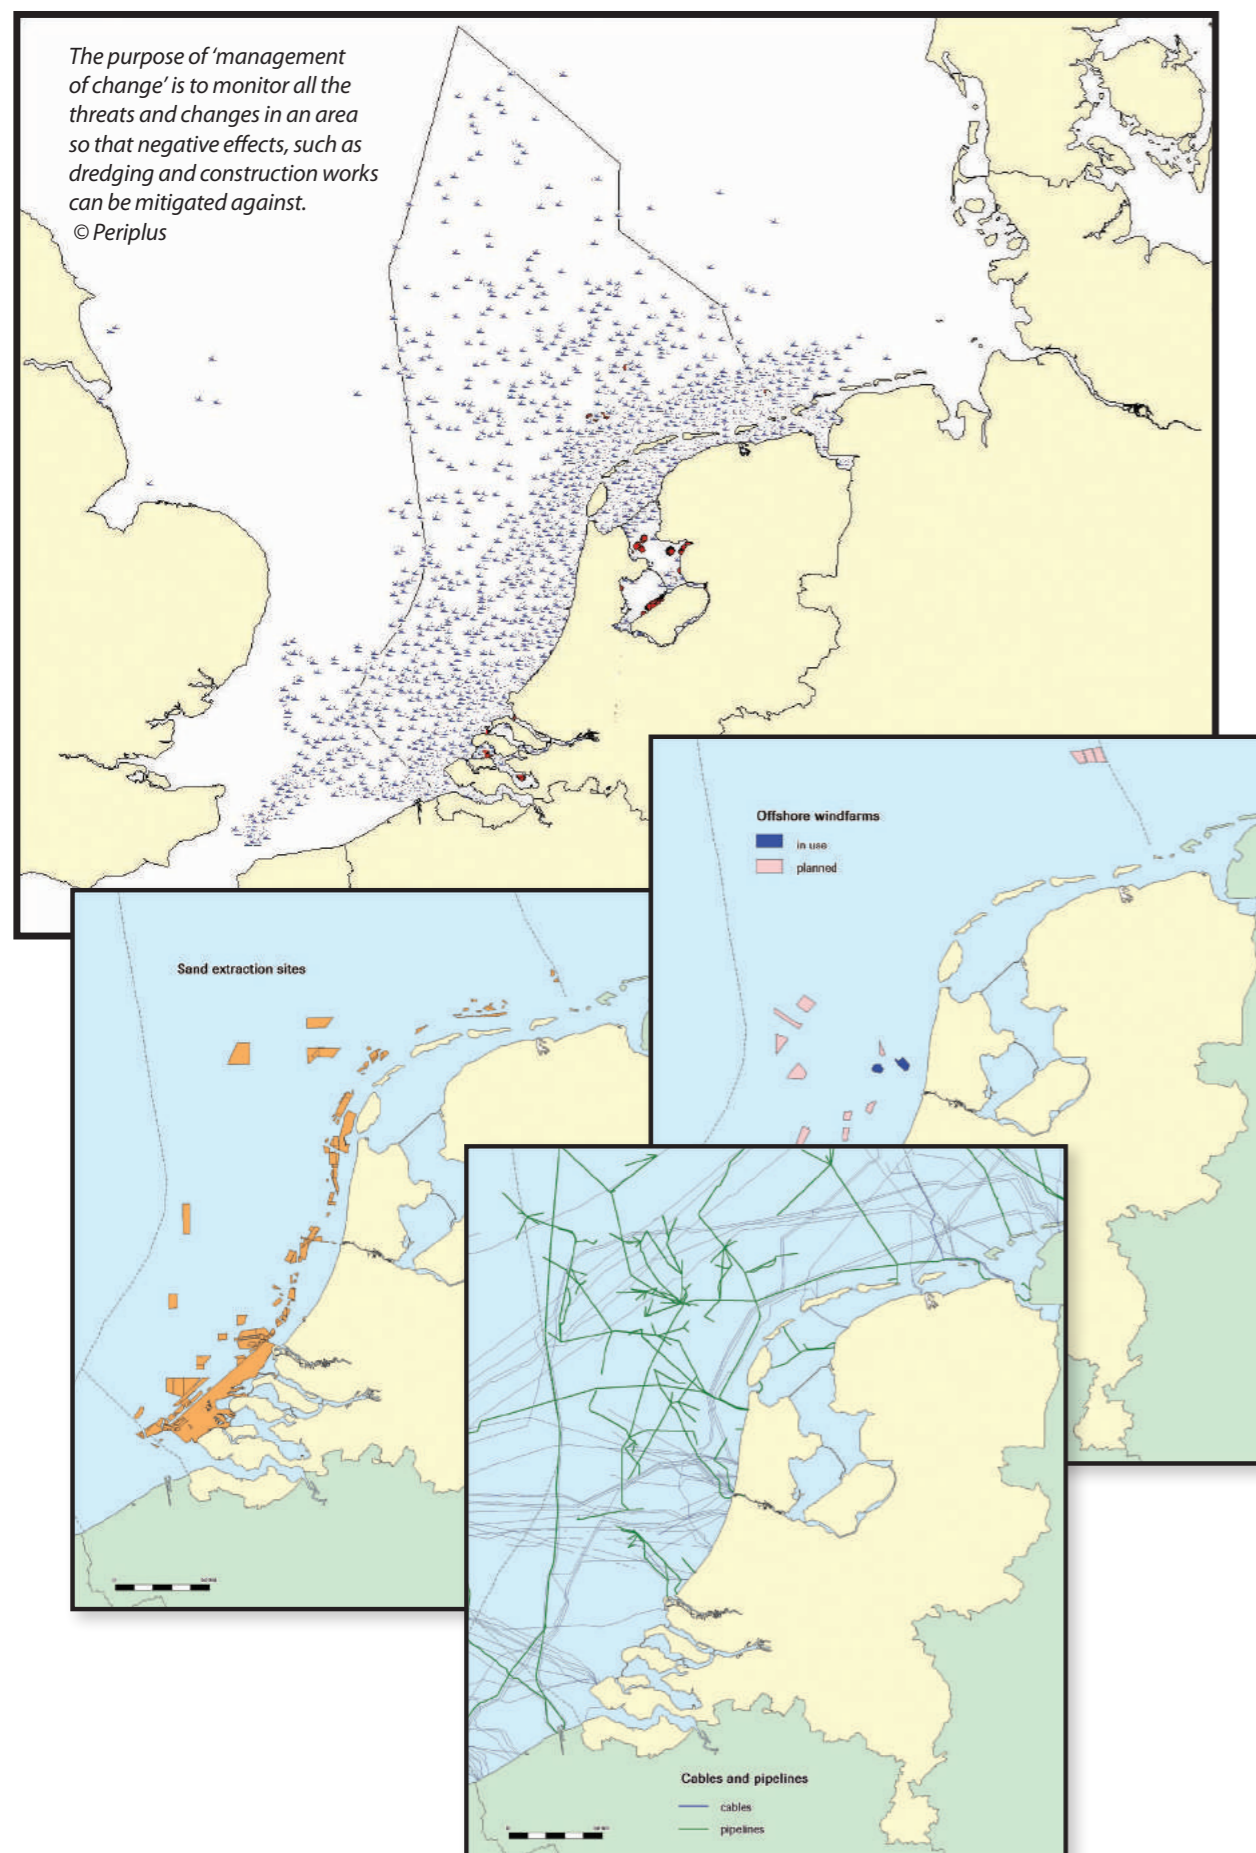 The purpose of ‘management
of change’ is to monitor all the
threats and changes in an area
so that negative effects, such as
dredging and construction works
can be mitigated against.
© Periplus
Offshore windfarms
in use
planned
Sand extraction sites
0
Cables and pipelines
cables
pipelines
0